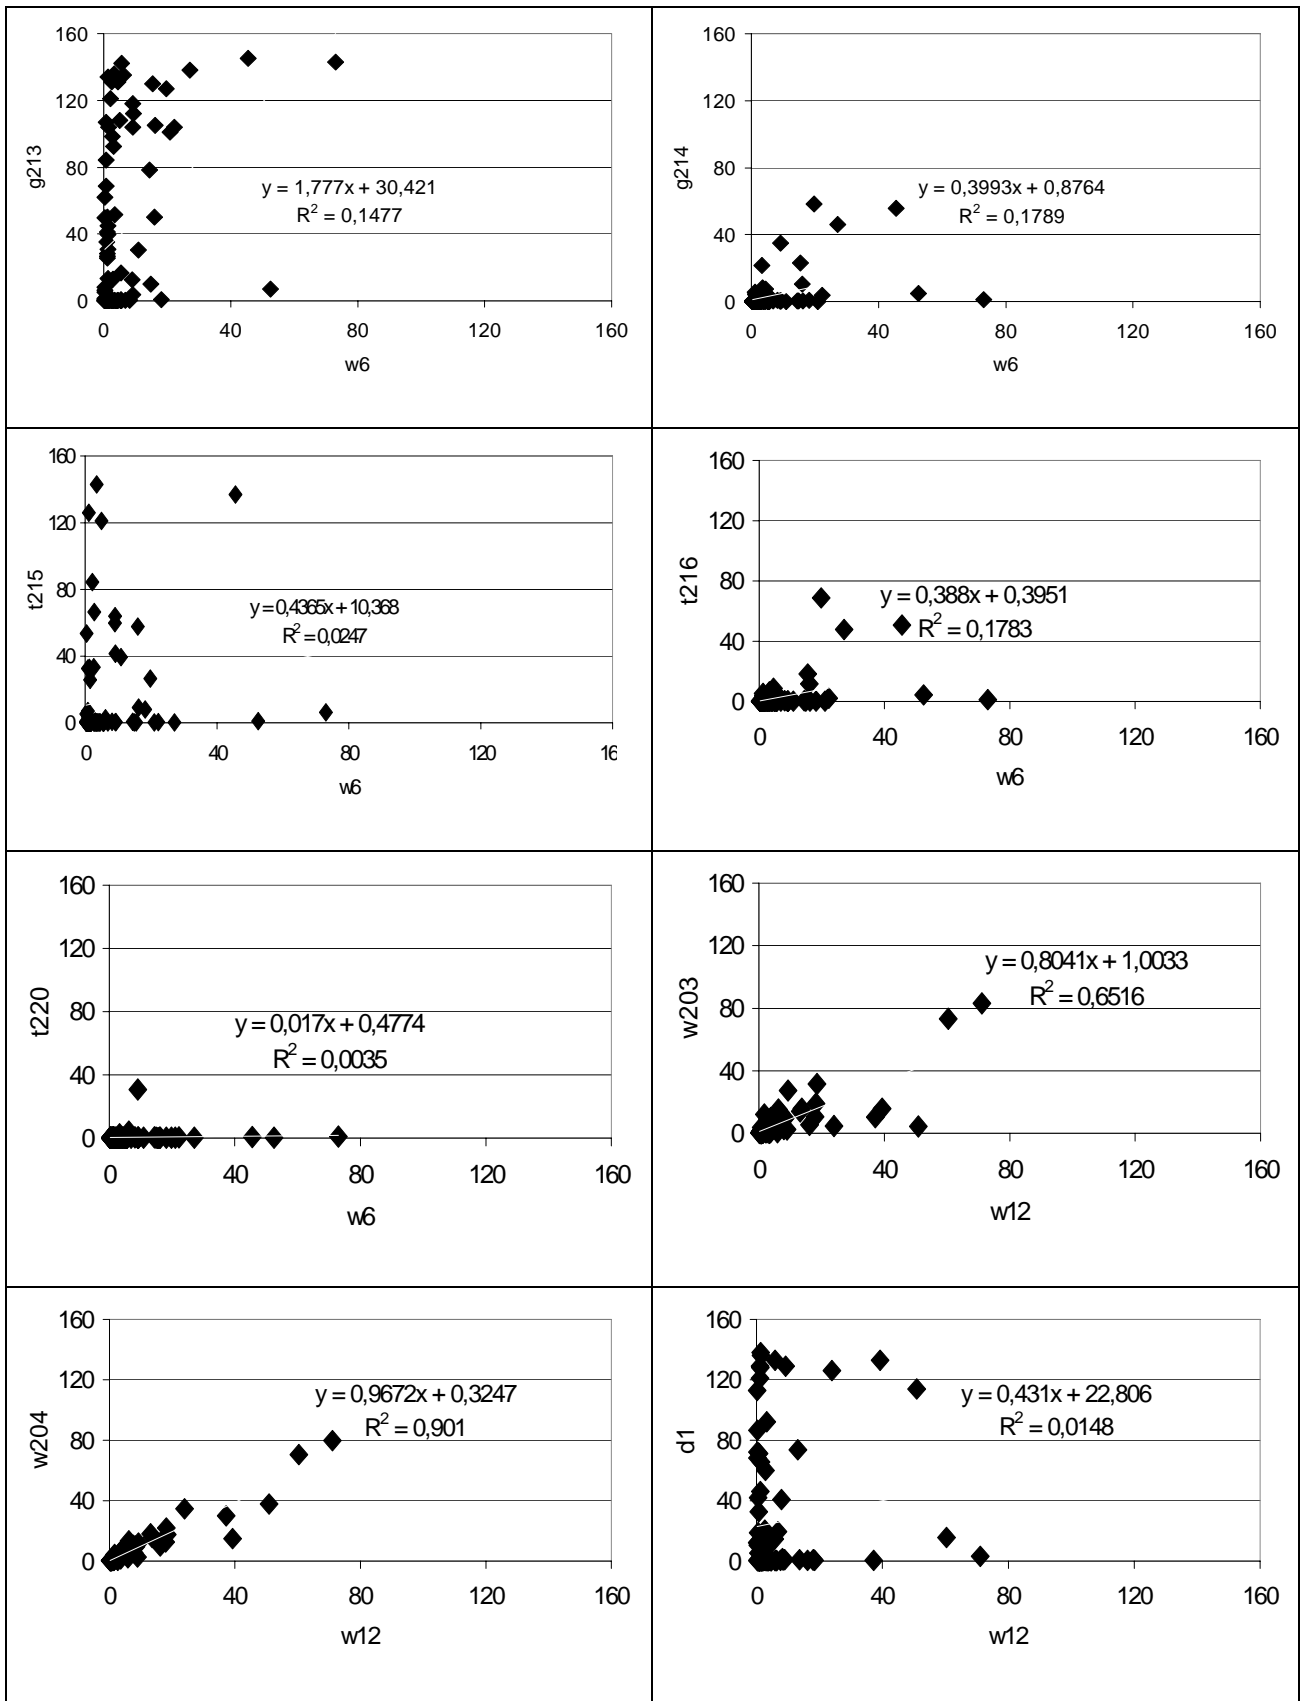 160
120
80
40
0
g213
y = 1,777x + 30,421
R² = 0,1477
0 40 80 120 160
w6
160
120
80
40
0
g214
y = 0,3993x + 0,8764
R² = 0,1789
0 40 80 120 160
w6
160
120
80
40
0
t215
y = 0,4365x + 10,368
R² = 0,0247
0 40 80 120 16
w6
160
120
80
40
0
t216
y = 0,388x + 0,3951
R² = 0,1783
0 40 80 120 160
w6
160
120
80
40
0
t220
y = 0,017x + 0,4774
R² = 0,0035
0 40 80 120 160
w6
160
120
80
40
0
w203
y = 0,8041x + 1,0033
R² = 0,6516
0 40 80 120 160
w12
160
120
80
40
0
w204
y = 0,9672x + 0,3247
R² = 0,901
0 40 80 120 160
w12
160
120
80
40
0
d1
y = 0,431x + 22,806
R² = 0,0148
0 40 80 120 160
w12